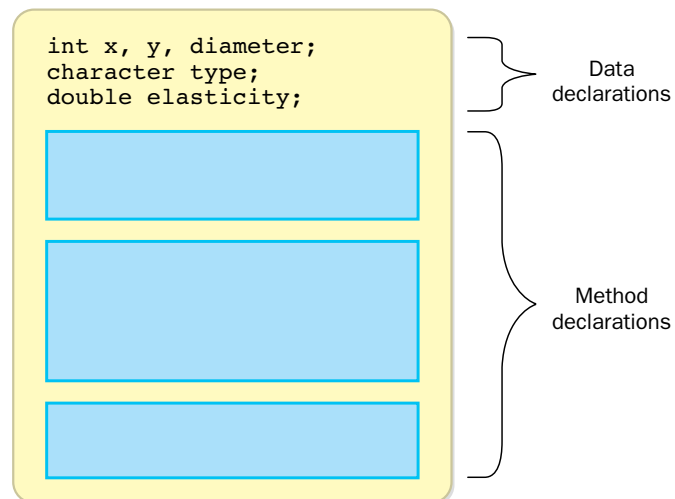 int x, y, diameter;
character type;
double elasticity;
Data
declarations
Method
declarations